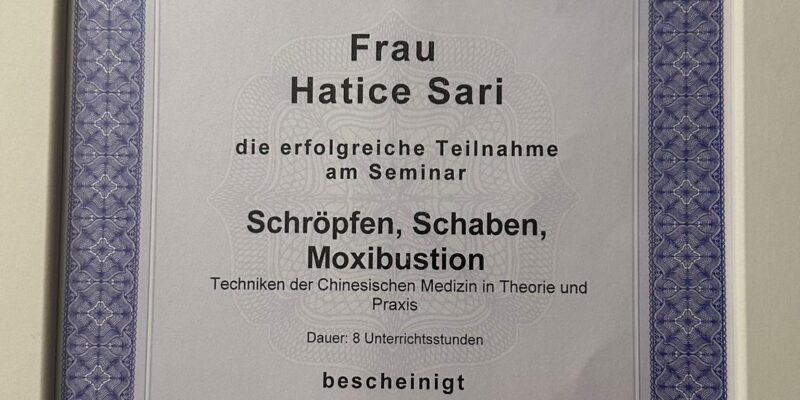 Frau
Hatice Sari
die erfolgreiche Teilnahme
am Seminar
Schröpfen, Schaben,
Moxibustion
Techniken der Chinesischen Medizin in Theorie und
Praxis
Dauer: 8 Unterrichtsstunden
bescheinigt